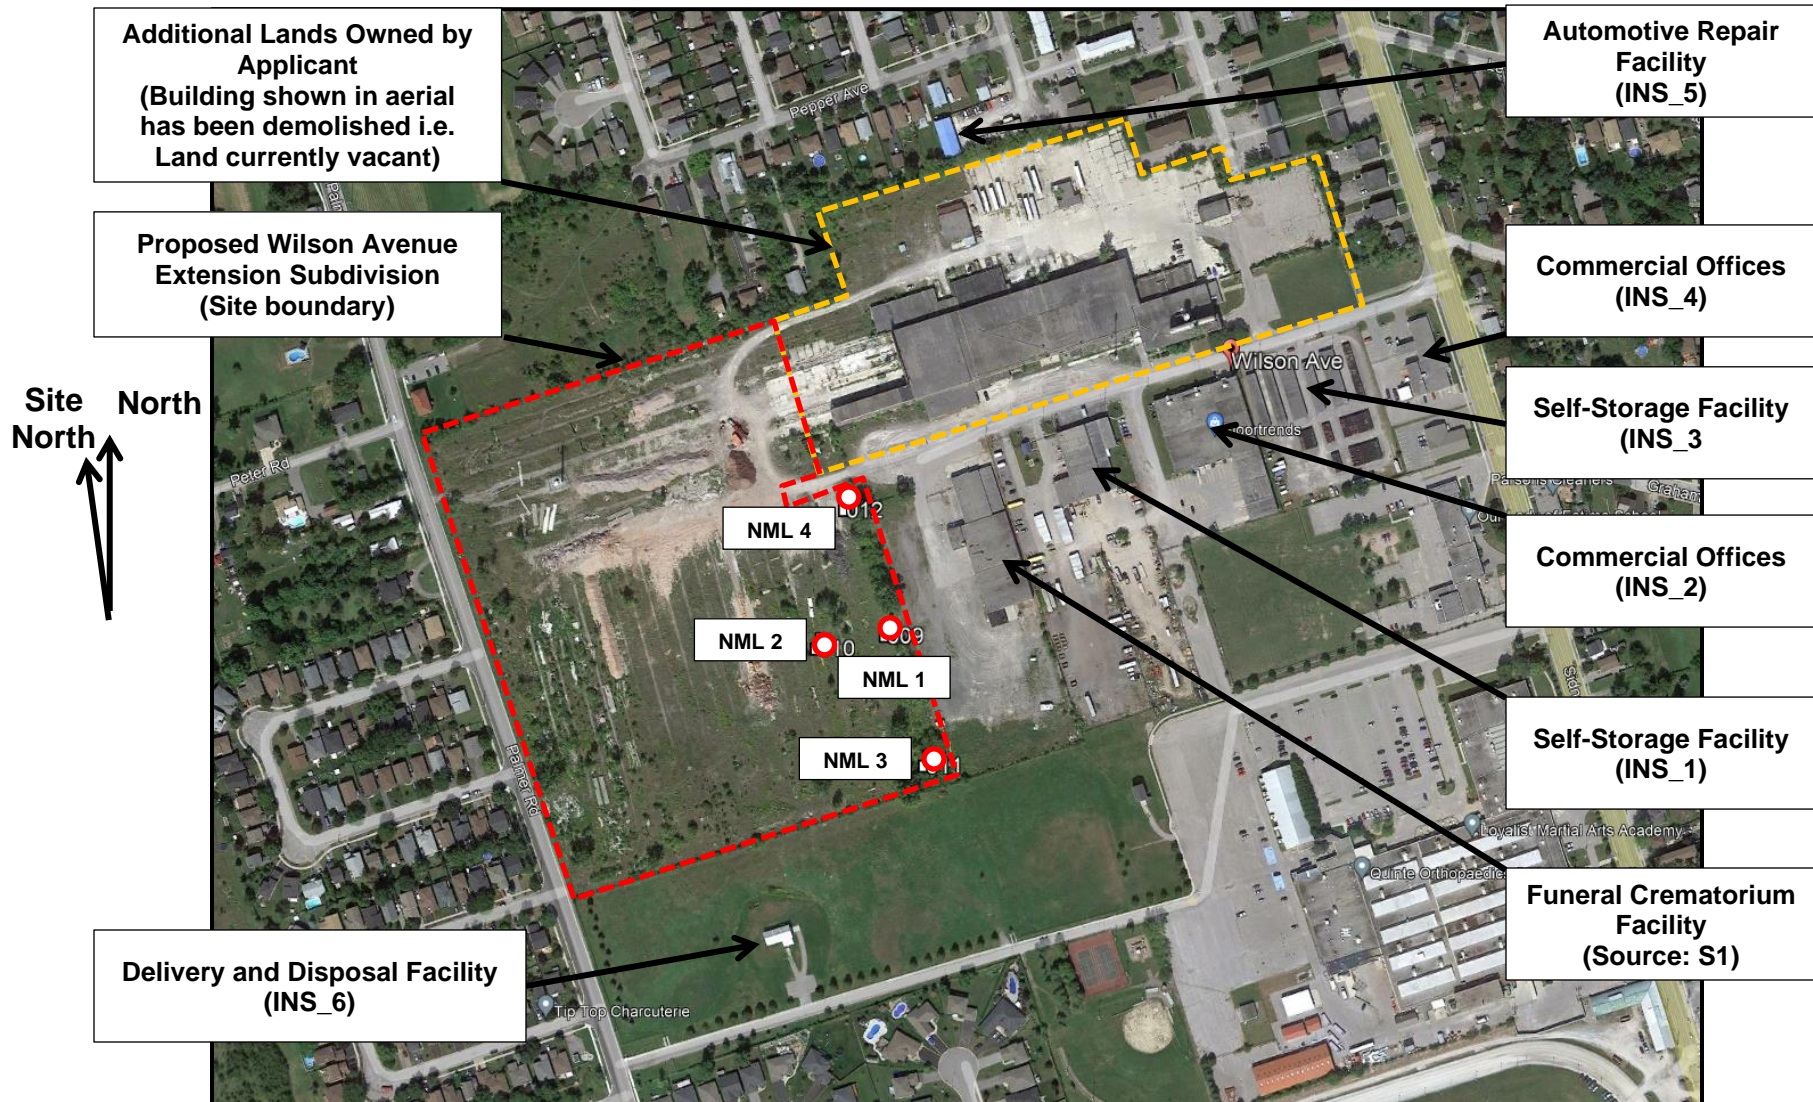 Additional Lands Owned by
Applicant
(Building shown in aerial
has been demolished i.e.
Land currently vacant)
Proposed Wilson Avenue
Extension Subdivision
(Site boundary)
Site
North
North
Automotive Repair
Facility
(INS_5)
Commercial Offices
(INS_4)
Self-Storage Facility
(INS_3
Commercial Offices
(INS_2)
Self-Storage Facility
(INS_1)
Funeral Crematorium
Facility
(Source: S1)
Delivery and Disposal Facility
(INS_6)
Pepper Ave
Wilson Ave
Peter Rd
Parsons Cleaners
Graham
NML 4
NML 2
NML 1
NML 3
Palmer Rd
Loyalist Martial Arts Academy
Quinte Orthopaedics
Tip Top Charcuterie